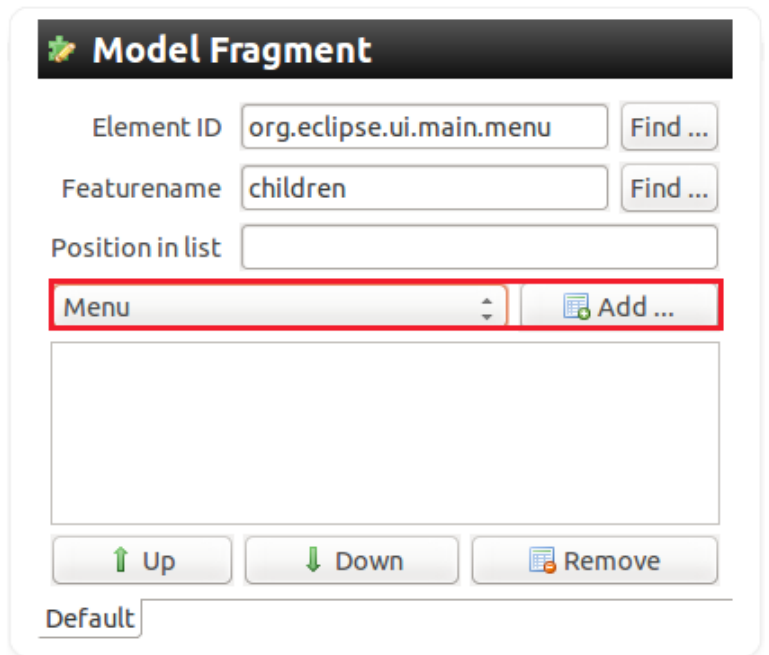 Model Fragment
Element ID org.eclipse.ui.main.menu Find ...
Featurename children Find ...
Position in list
Menu Add ...
Up Down Remove
Default